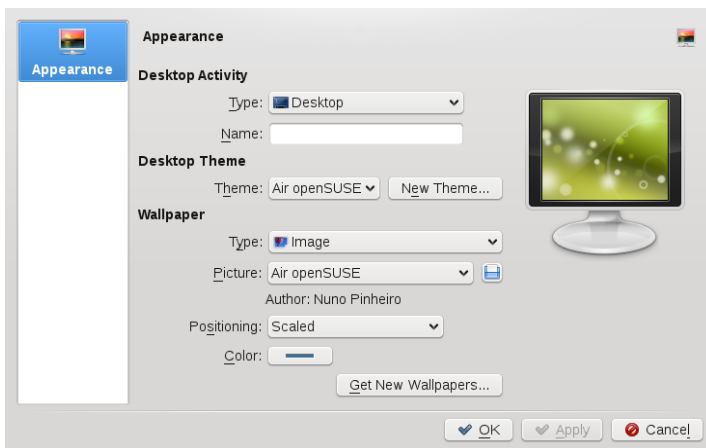 Appearance
Appearance
Desktop Activity
Type: Desktop
Name:
Desktop Theme
Theme: Air openSUSE New Theme...
Wallpaper
Type: Image
Picture: Air openSUSE
Author: Nuno Pinheiro
Positioning: Scaled
Color:
Get New Wallpapers...
OK Apply Cancel